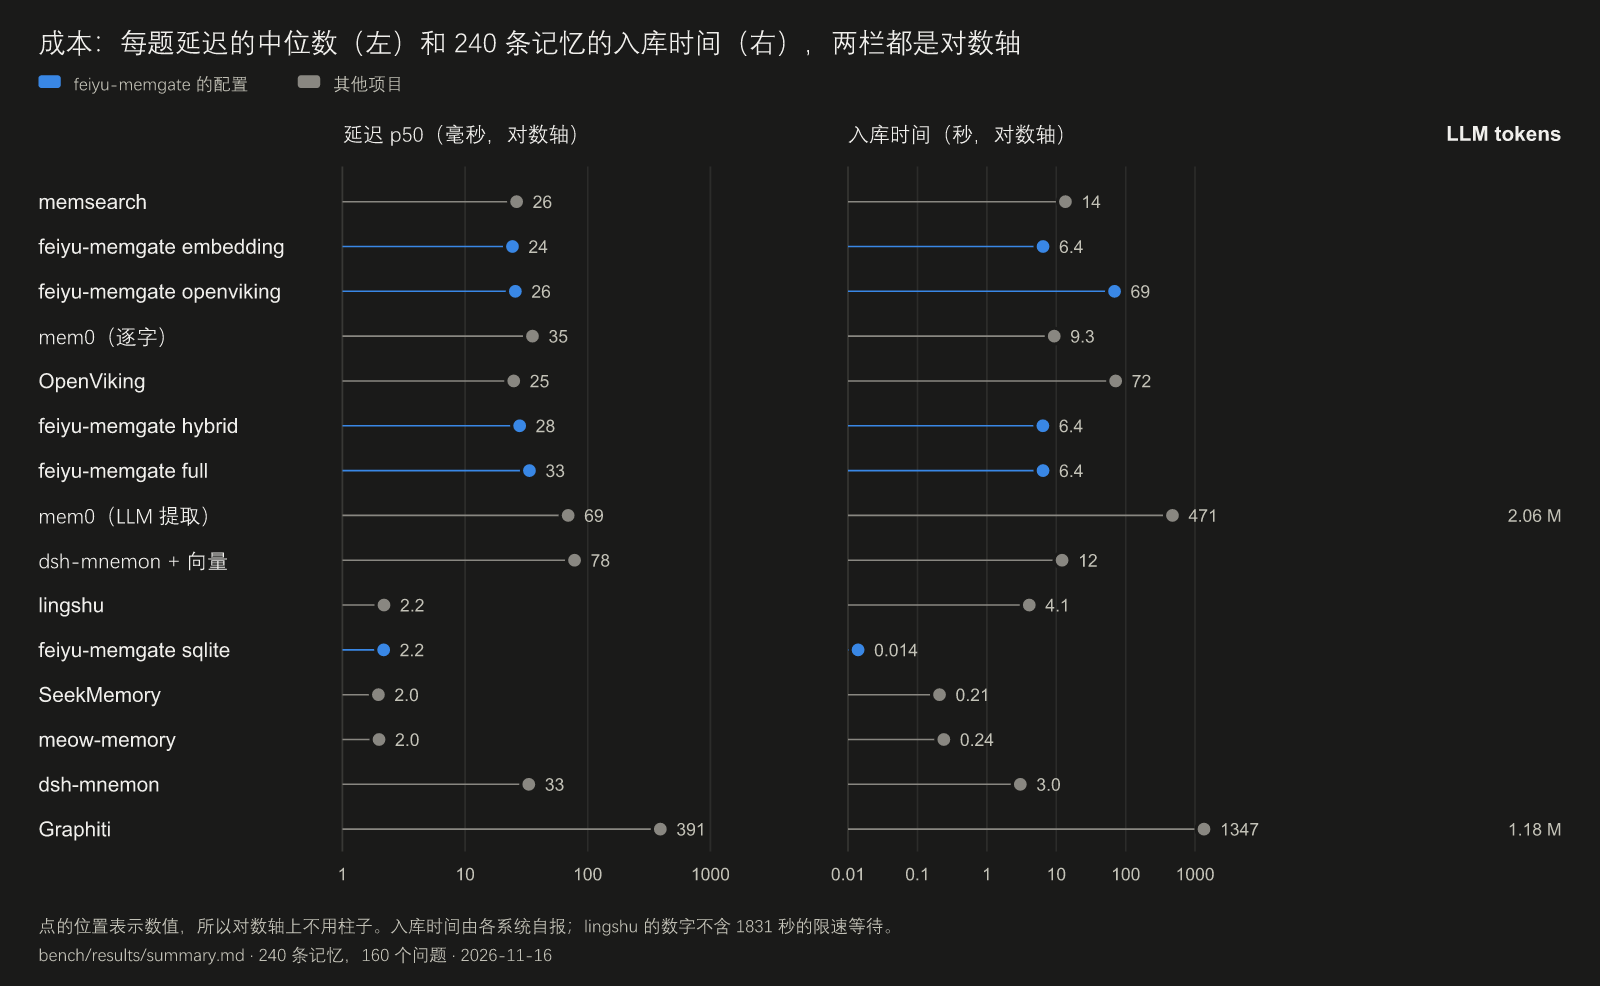 成本：每题延迟的中位数（左）和 240 条记忆的入库时间（右），两栏都是对数轴
feiyu-memgate 的配置 其他项目
延迟 p50（毫秒，对数轴） 入库时间（秒，对数轴） LLM tokens
memsearch 26 14
feiyu-memgate embedding 24 6.4
feiyu-memgate openviking 26 69
mem0（逐字） 35 9.3
OpenViking 25 72
feiyu-memgate hybrid 28 6.4
feiyu-memgate full 33 6.4
mem0（LLM 提取） 69 471 2.06 M
dsh-mnemon + 向量 78 12
lingshu 2.2 4.1
feiyu-memgate sqlite 2.2 0.014
SeekMemory 2.0 0.21
meow-memory 2.0 0.24
dsh-mnemon 33 3.0
Graphiti 391 1347 1.18 M
1 10 100 1000 0.01 0.1 1 10 100 1000
点的位置表示数值，所以对数轴上不用柱子。入库时间由各系统自报；lingshu 的数字不含 1831 秒的限速等待。
bench/results/summary.md · 240 条记忆，160 个问题 · 2026-11-16